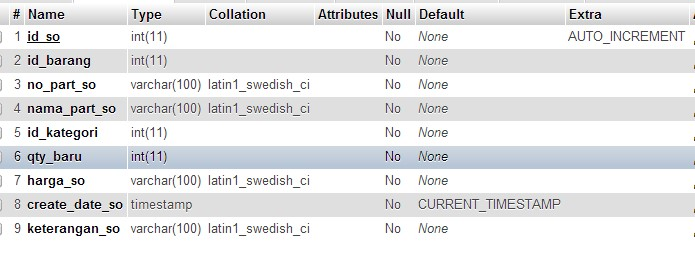 # Name Type Collation Attributes Null Default Extra
1 id_so int(11) No None AUTO_INCREMENT
2 id_barang int(11) No None
3 no_part_so varchar(100) latin1_swedish_ci No None
4 nama_part_so varchar(100) latin1_swedish_ci No None
5 id_kategori int(11) No None
6 qty_baru int(11) No None
7 harga_so varchar(100) latin1_swedish_ci No None
8 create_date_so timestamp No CURRENT_TIMESTAMP
9 keterangan_so varchar(100) latin1_swedish_ci No None